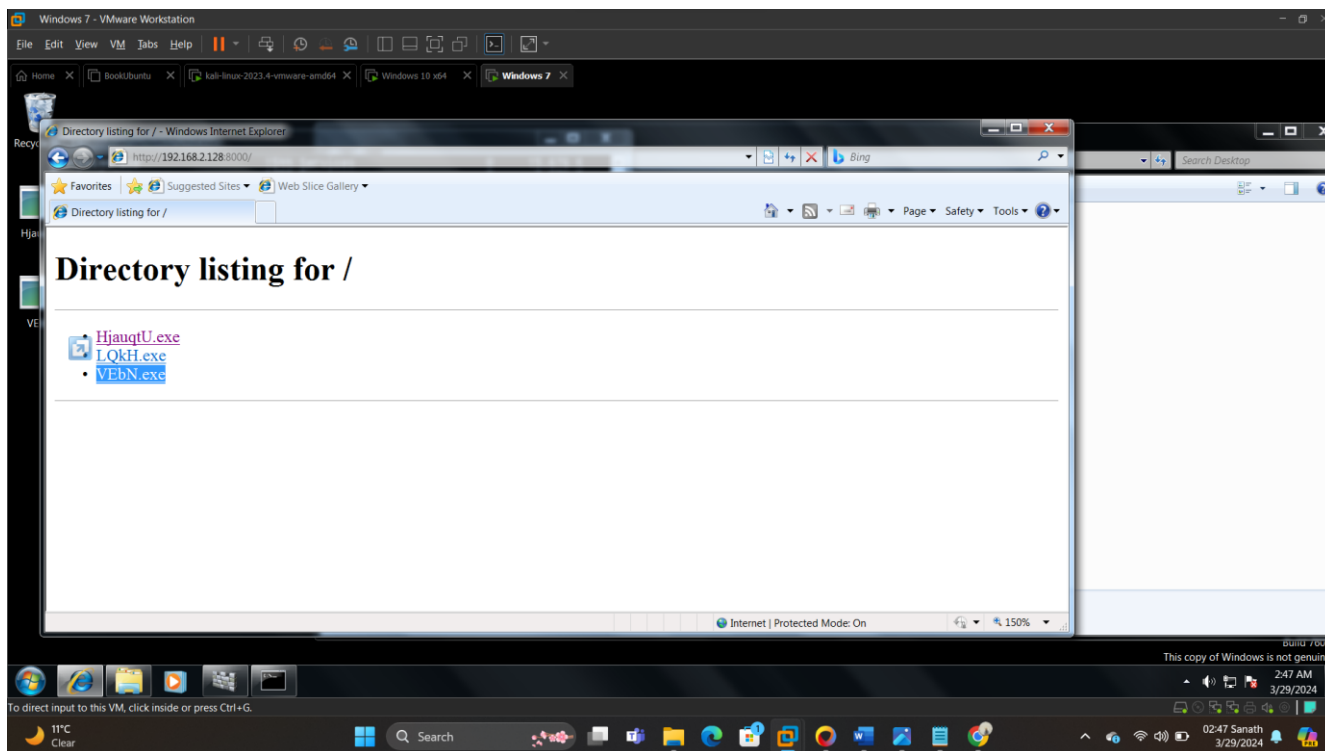 Windows 7 - VMware Workstation
File Edit View VM Tabs Help
Home BookUbuntu kali-linux-2023.4-vmware-amd64 Windows 10 x64 Windows 7
Directory listing for / - Windows Internet Explorer
http://192.168.2.128:8000/ Bing Search Desktop
Favorites Suggested Sites Web Slice Gallery
Directory listing for / Page Safety Tools
Directory listing for /
HjauqtU.exe
LQkH.exe
VEbN.exe
Internet | Protected Mode: On 150%
This copy of Windows is not genuin
2:47 AM
3/29/2024
To direct input to this VM, click inside or press Ctrl+G.
11°C
Clear
Search
02:47 Sanath
3/29/2024